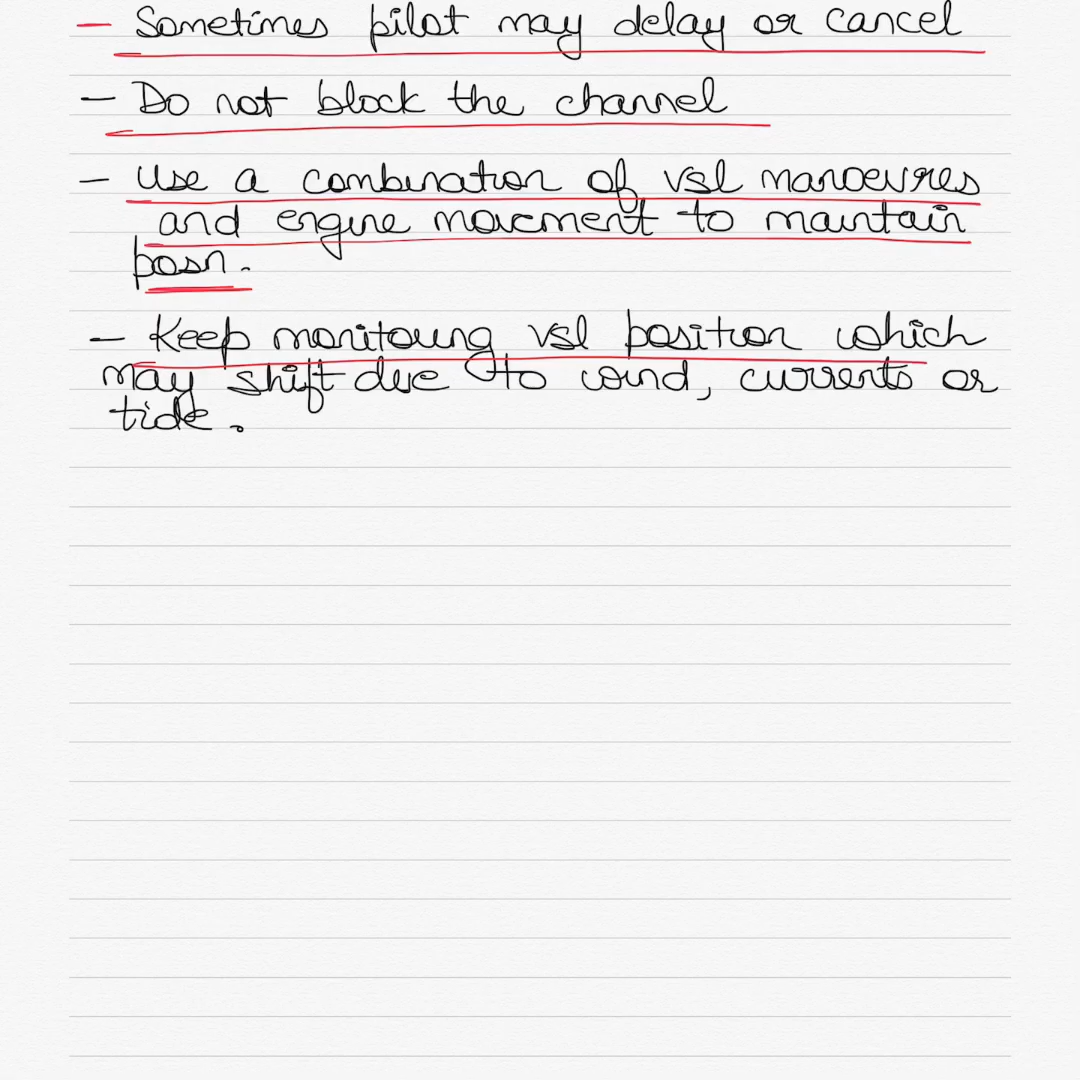 - Sometimes pilot may delay or cancel
- Do not block the channel
- Use a combination of vsl manoevres
and engine movement to maintain
posn.
- Keep monitoring vsl position which
may shift due to wind, currents or
tide.